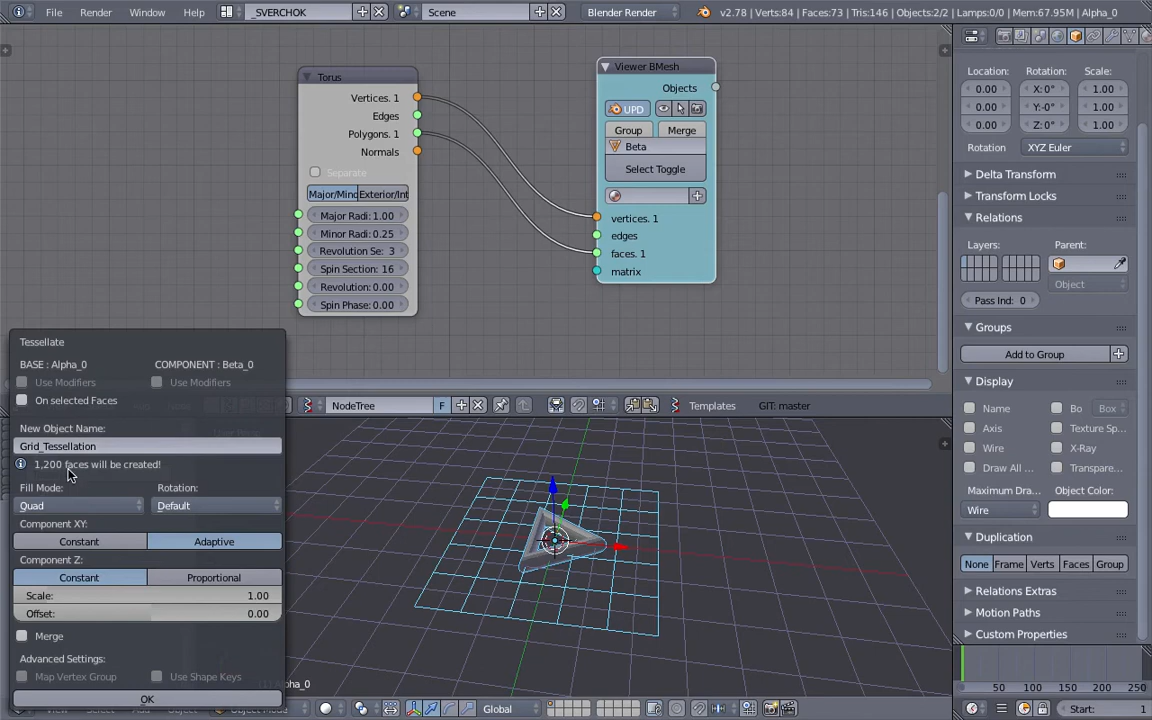 File Render Window Help _SVERCHOK Scene Blender Render v2.78 | Verts:84 | Faces:73 | Tris:146 | Objects:2/2 | Lamps:0/0 | Mem:67.95M | Alpha_0
Torus
Vertices. 1
Edges
Polygons. 1
Normals
Separate
Major/Mino Exterior/Int
Major Radi: 1.00
Minor Radi: 0.25
Revolution Se: 3
Spin Section: 16
Revolution: 0.00
Spin Phase: 0.00
Viewer BMesh
Objects
UPD
Group Merge
Beta
Select Toggle
vertices. 1
edges
faces. 1
matrix
Location: Rotation: Scale:
0.00 X: 0° 1.00
0.00 Y:-0° 1.00
0.00 Z: 0° 1.00
Rotation XYZ Euler
Delta Transform
Transform Locks
Relations
Layers: Parent:
Pass Ind: 0 Object
Groups
Add to Group
Display
Name Bo Box
Axis Texture Sp...
Wire X-Ray
Draw All ... Transpare...
Maximum Dra... Object Color:
Wire
Duplication
None Frame Verts Faces Group
Relations Extras
Motion Paths
Custom Properties
50 100 150 200 250
Start: 1
Tessellate
BASE : Alpha_0 COMPONENT : Beta_0
Use Modifiers Use Modifiers
On selected Faces
New Object Name:
Grid_Tessellation
1,200 faces will be created!
Fill Mode: Rotation:
Quad Default
Component XY:
Constant Adaptive
Component Z:
Constant Proportional
Scale: 1.00
Offset: 0.00
Merge
Advanced Settings:
Map Vertex Group Use Shape Keys
OK
NodeTree F Templates GIT: master
Alpha_0
Global